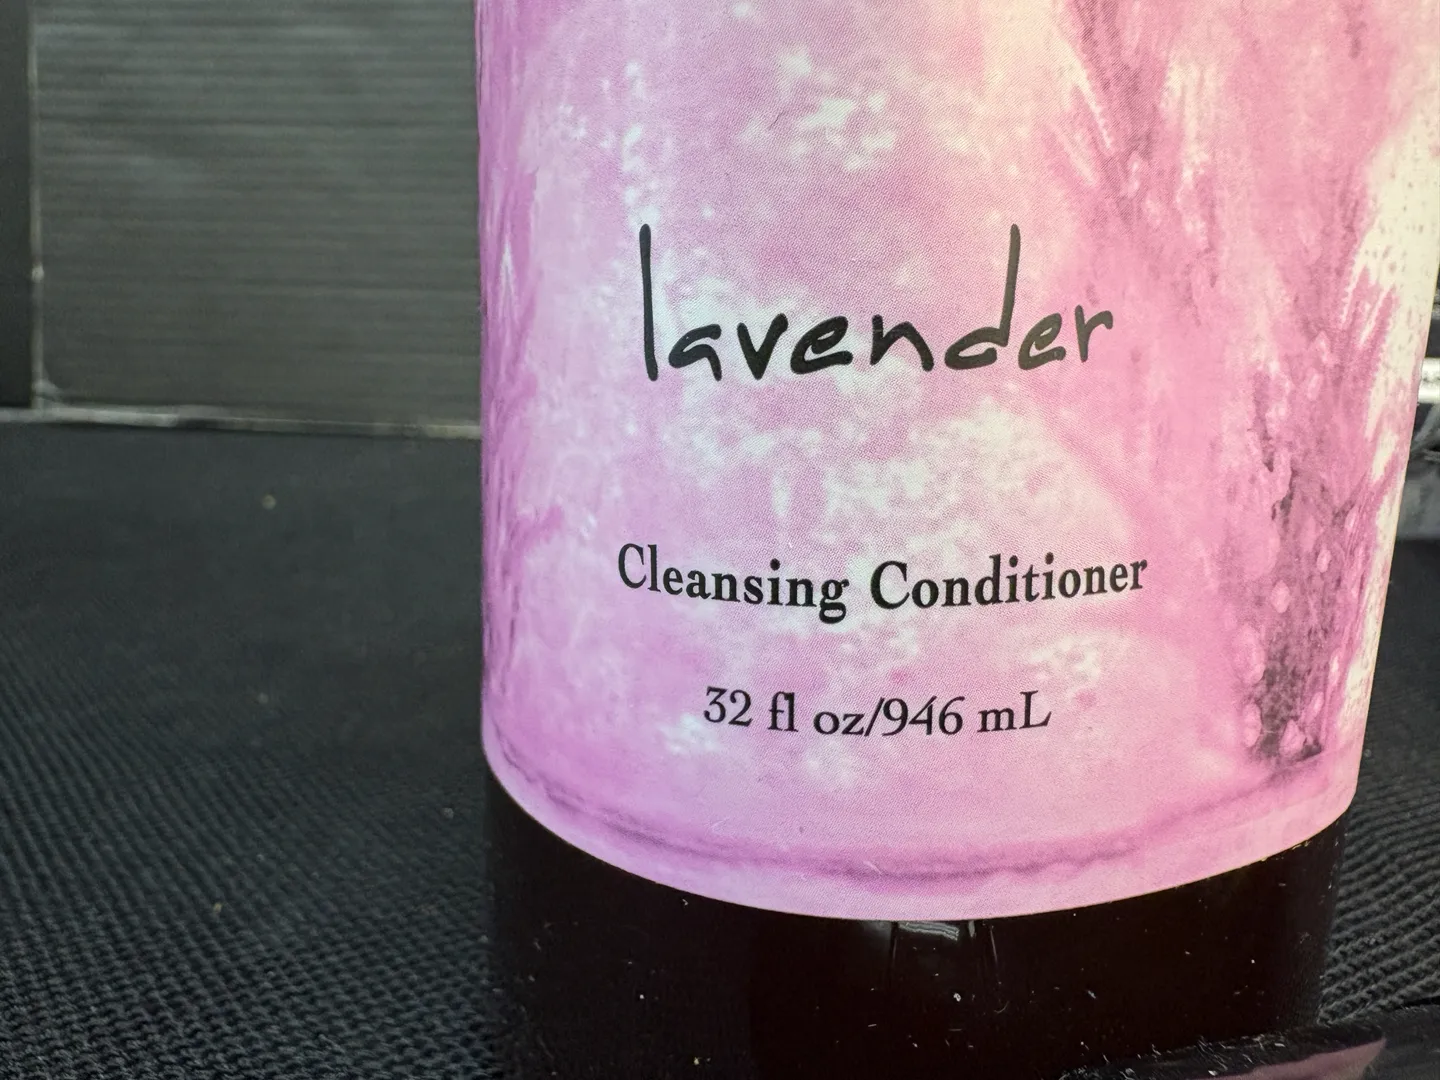 lavender
Cleansing Conditioner
32 fl oz/946 mL